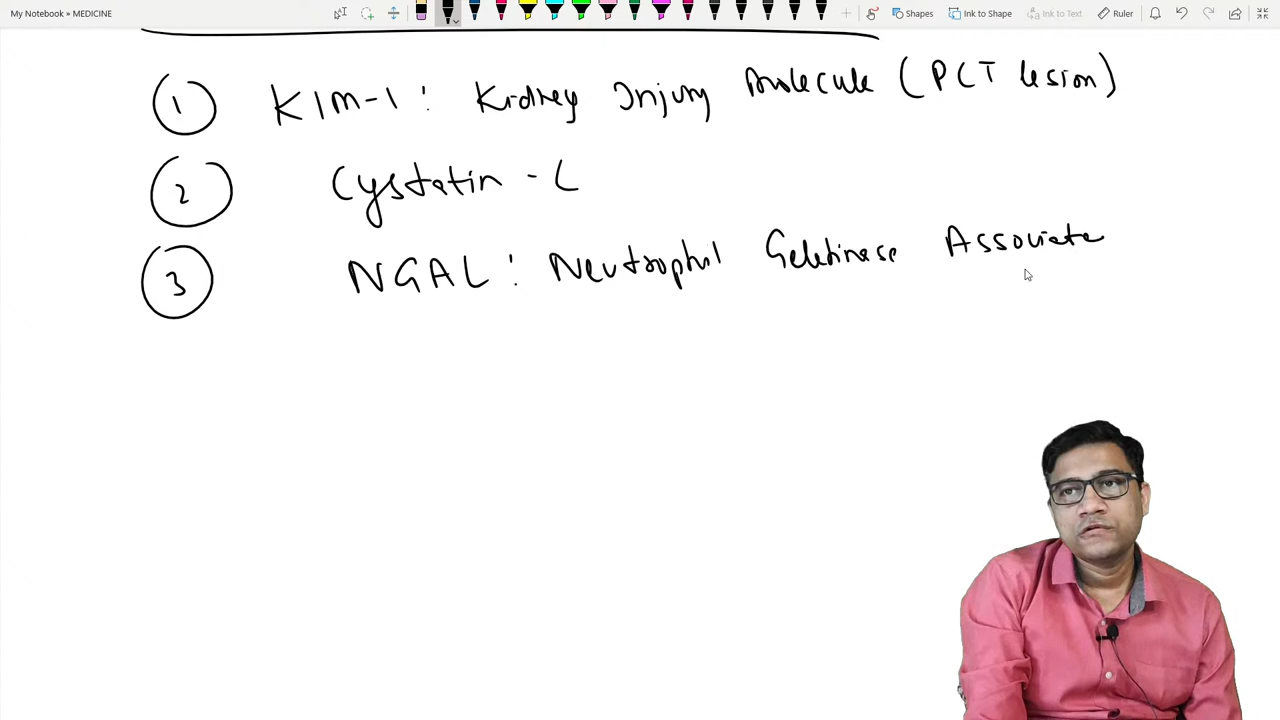 My Notebook » MEDICINE
Shapes Ink to Shape Ink to Text Ruler
1 KIM-1: Kidney Injury Molecule (PCT lesion)
2 Cystatin - C
3 NGAL: Neutrophil Gelatinase Associate